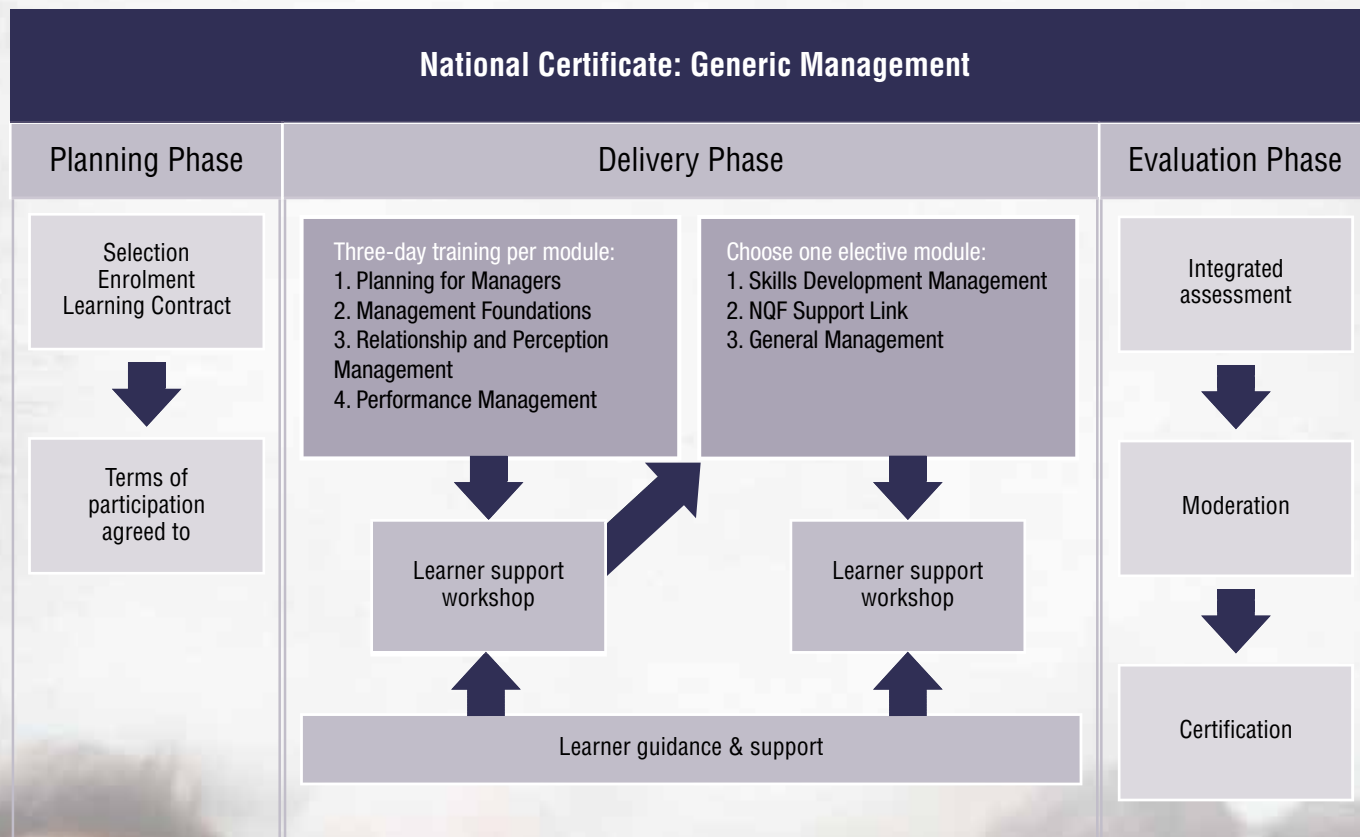 National Certificate: Generic Management
Planning Phase
Delivery Phase
Evaluation Phase
Selection
Enrolment
Learning Contract
Terms of
participation
agreed to
Three-day training per module:
1. Planning for Managers
2. Management Foundations
3. Relationship and Perception
Management
4. Performance Management
Choose one elective module:
1. Skills Development Management
2. NQF Support Link
3. General Management
Learner support
workshop
Learner support
workshop
Learner guidance & support
Integrated
assessment
Moderation
Certification